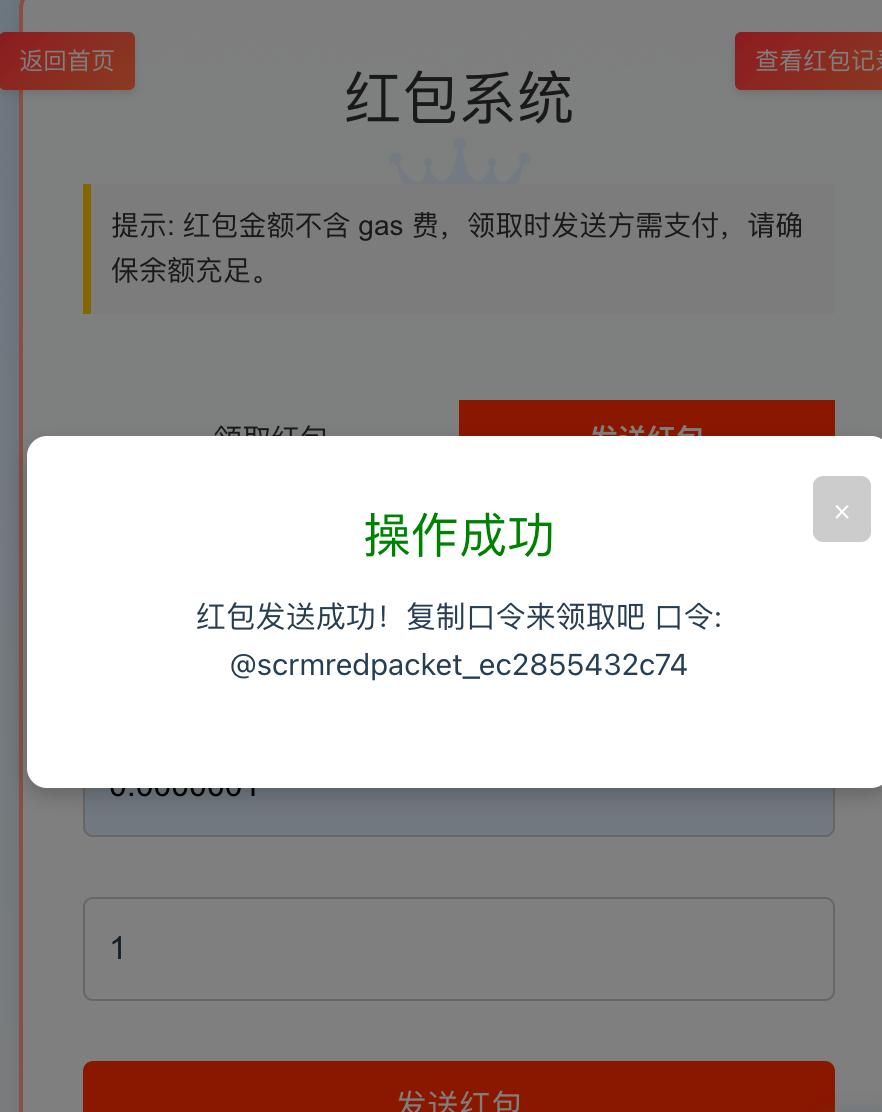 返回首页
查看红包记录
红包系统
提示: 红包金额不含 gas 费，领取时发送方需支付，请确
保余额充足。
领取红包
发送红包
操作成功
×
红包发送成功！复制口令来领取吧 口令:
@scrmredpacket_ec2855432c74
0.0000001
1
发送红包